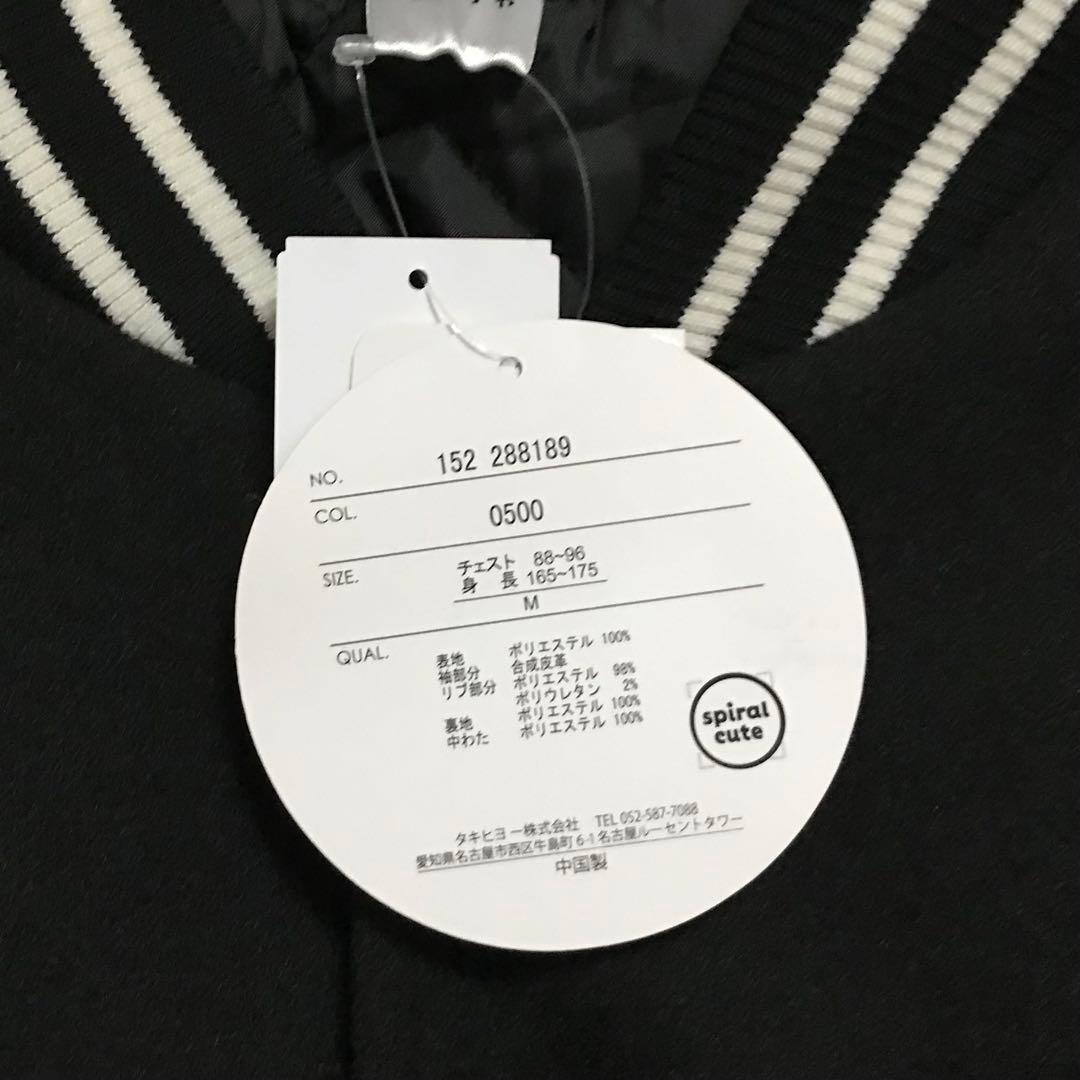 NO. 152 288189
COL. 0500
SIZE. チェスト 88~96
身 長 165~175
M
QUAL. 表地 ポリエステル 100%
袖部分 合成皮革
リブ部分 ポリエステル 98%
ポリウレタン 2%
裏地 ポリエステル 100%
中わた ポリエステル 100%
spiral
cute
タキヒヨー株式会社 TEL 052-587-7088
愛知県名古屋市西区牛島町6-1名古屋ルーセントタワー
中国製